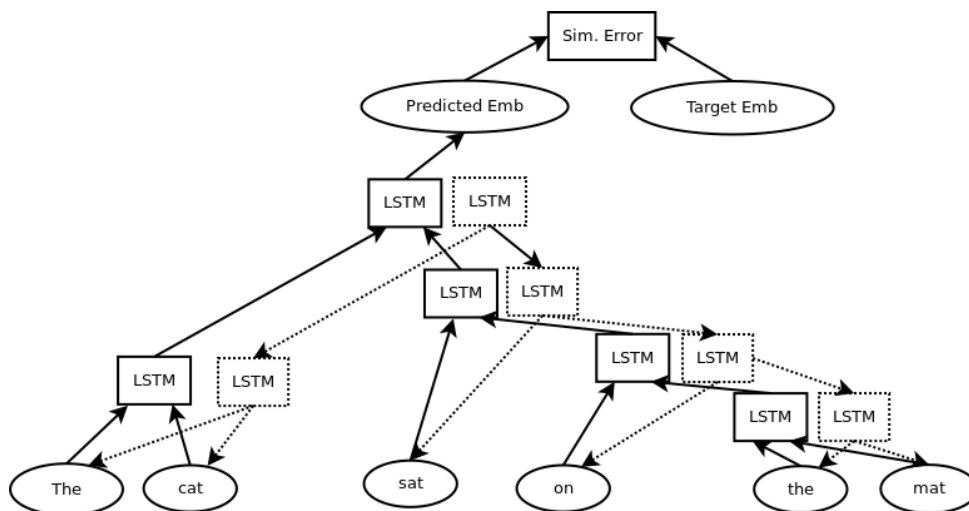 Sim. Error
Predicted Emb
Target Emb
LSTM
LSTM
LSTM
LSTM
LSTM
LSTM
LSTM
LSTM
LSTM
LSTM
The
cat
sat
on
the
mat